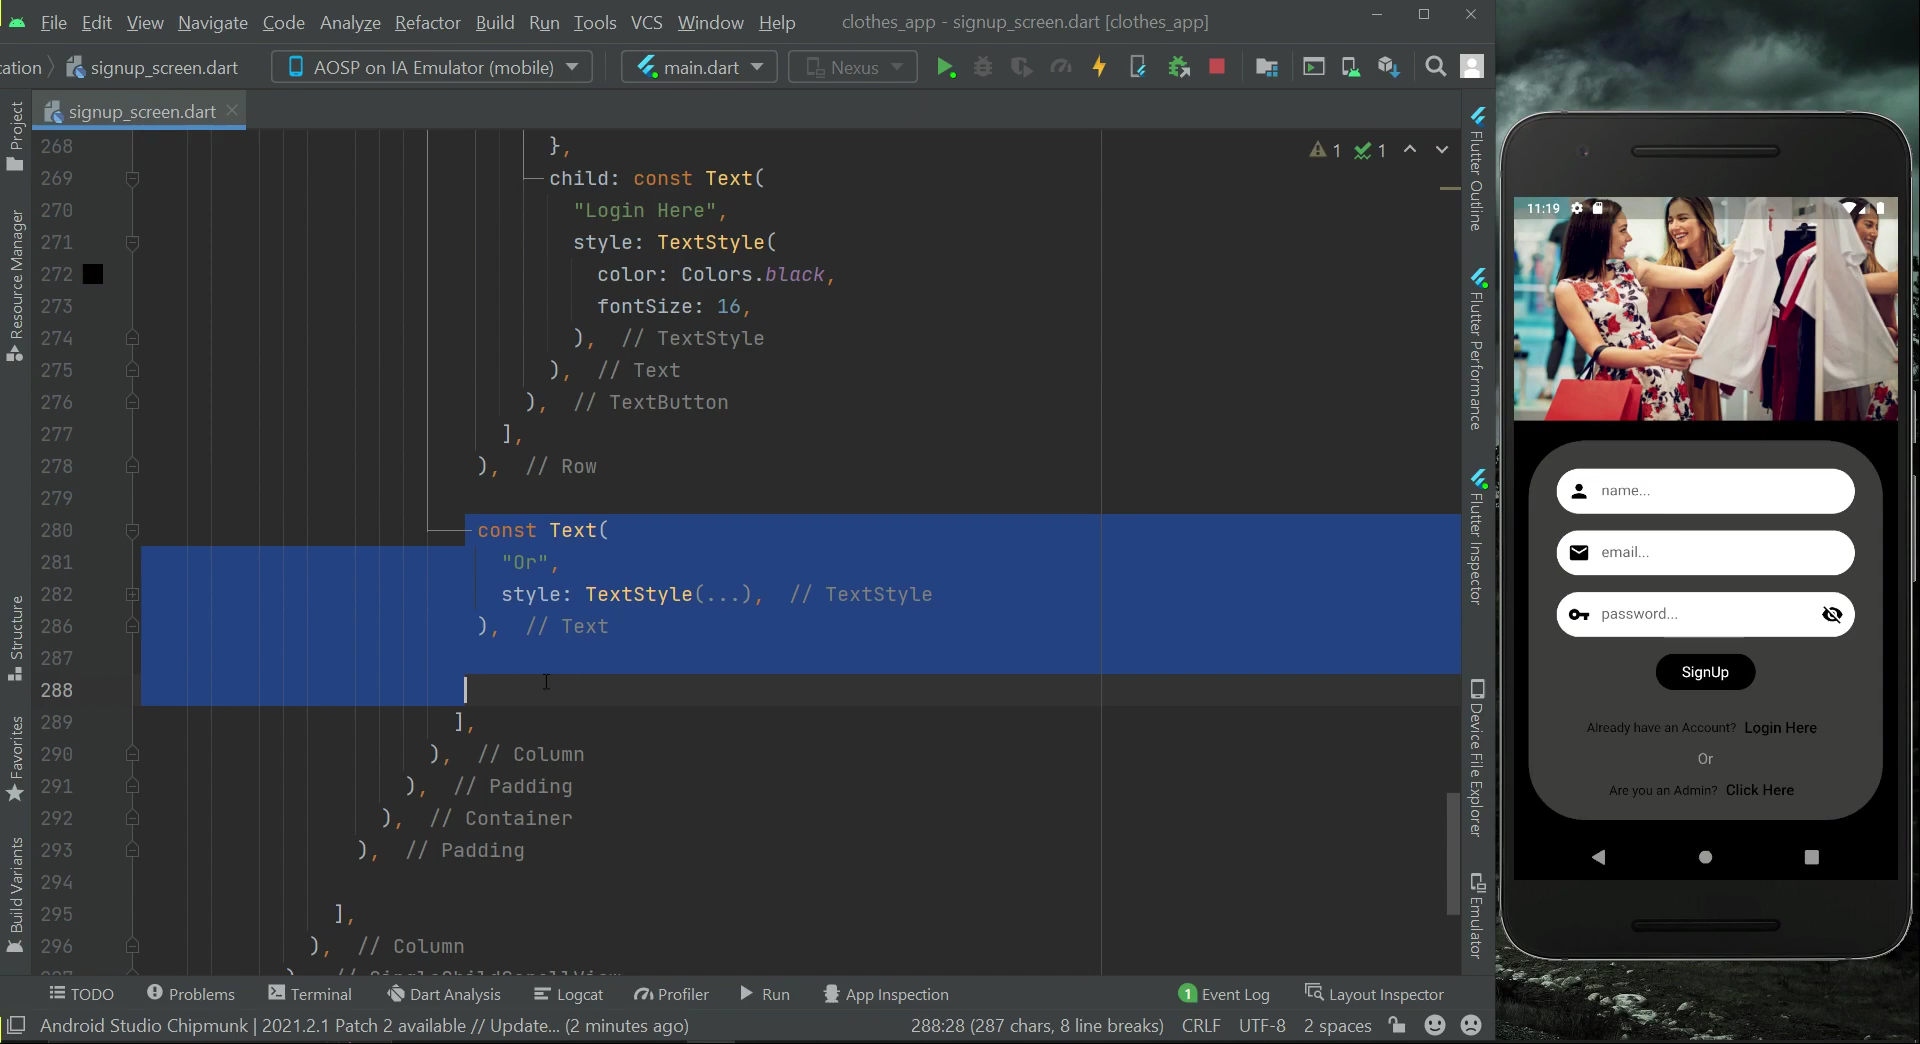 File Edit View Navigate Code Analyze Refactor Build Run Tools VCS Window Help clothes_app - signup_screen.dart [clothes_app]
cation signup_screen.dart AOSP on IA Emulator (mobile) main.dart Nexus
signup_screen.dart
Project
Resource Manager
Structure
Favorites
Build Variants
268 },
269 child: const Text(
270 "Login Here",
271 style: TextStyle(
272 color: Colors.black,
273 fontSize: 16,
274 ), // TextStyle
275 ), // Text
276 ), // TextButton
277 ],
278 ), // Row
279
280 const Text(
281 "Or",
282 style: TextStyle(...), // TextStyle
286 ), // Text
287
288
289 ],
290 ), // Column
291 ), // Padding
292 ), // Container
293 ), // Padding
294
295 ],
296 ), // Column
1 1
Flutter Outline
Flutter Performance
Flutter Inspector
Device File Explorer
Emulator
11:19
name...
email...
password...
SignUp
Already have an Account? Login Here
Or
Are you an Admin? Click Here
TODO Problems Terminal Dart Analysis Logcat Profiler Run App Inspection 1 Event Log Layout Inspector
Android Studio Chipmunk | 2021.2.1 Patch 2 available // Update... (2 minutes ago) 288:28 (287 chars, 8 line breaks) CRLF UTF-8 2 spaces